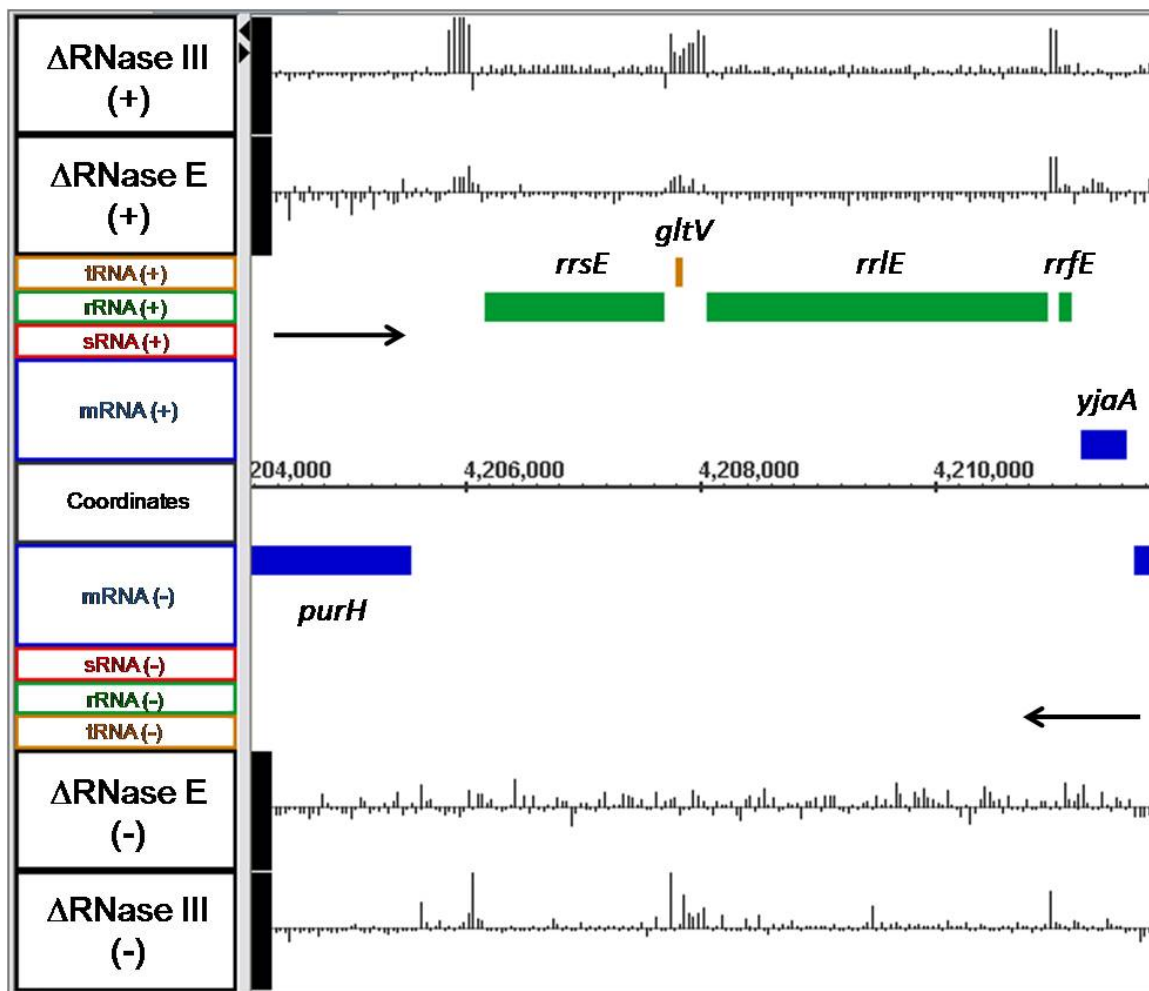 ΔRNase III
(+)
ΔRNase E
(+)
gltV
tRNA (+)
rrsE
rrlE
rrfE
rRNA (+)
sRNA (+)
mRNA (+)
yjaA
204,000 4,206,000 4,208,000 4,210,000
Coordinates
mRNA (-)
purH
sRNA (-)
rRNA (-)
tRNA (-)
ΔRNase E
(-)
ΔRNase III
(-)